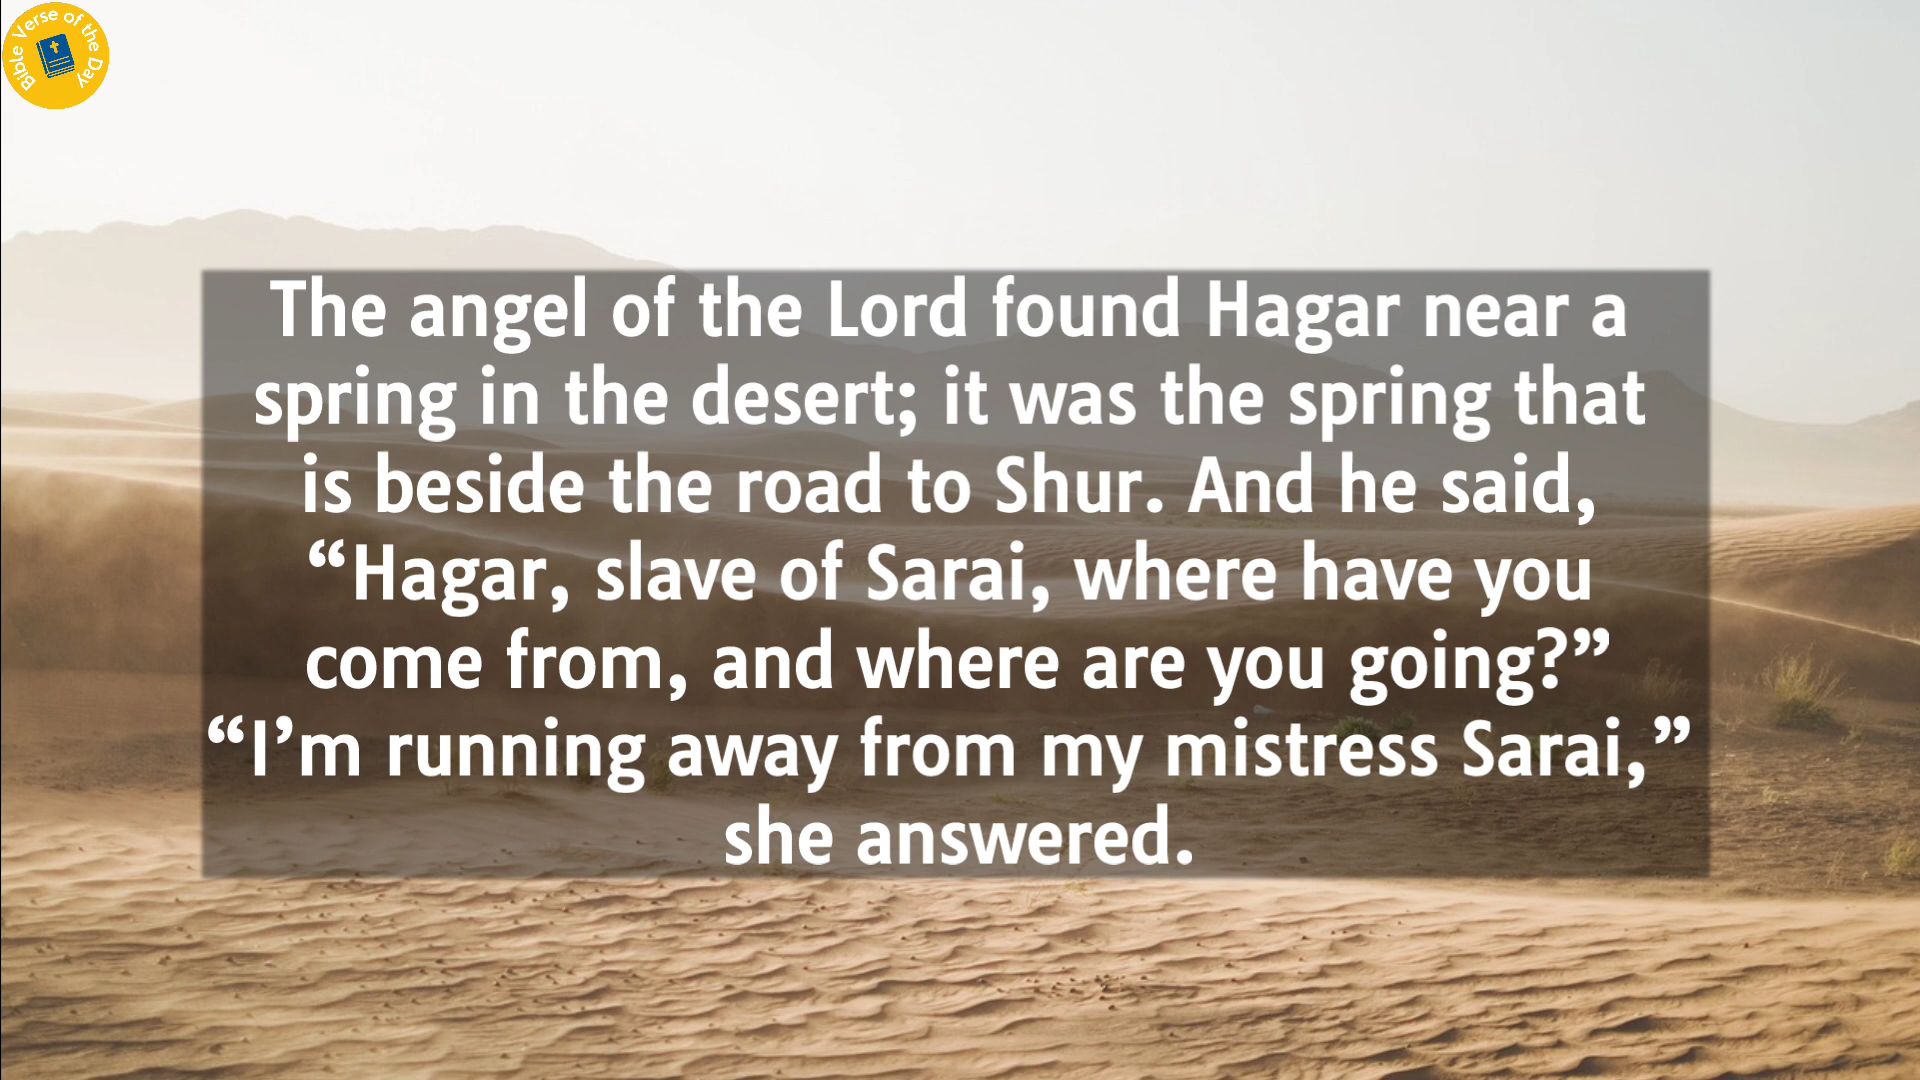 Bible Verse of the Day
The angel of the Lord found Hagar near a
spring in the desert; it was the spring that
is beside the road to Shur. And he said,
“Hagar, slave of Sarai, where have you
come from, and where are you going?”
“I’m running away from my mistress Sarai,”
she answered.